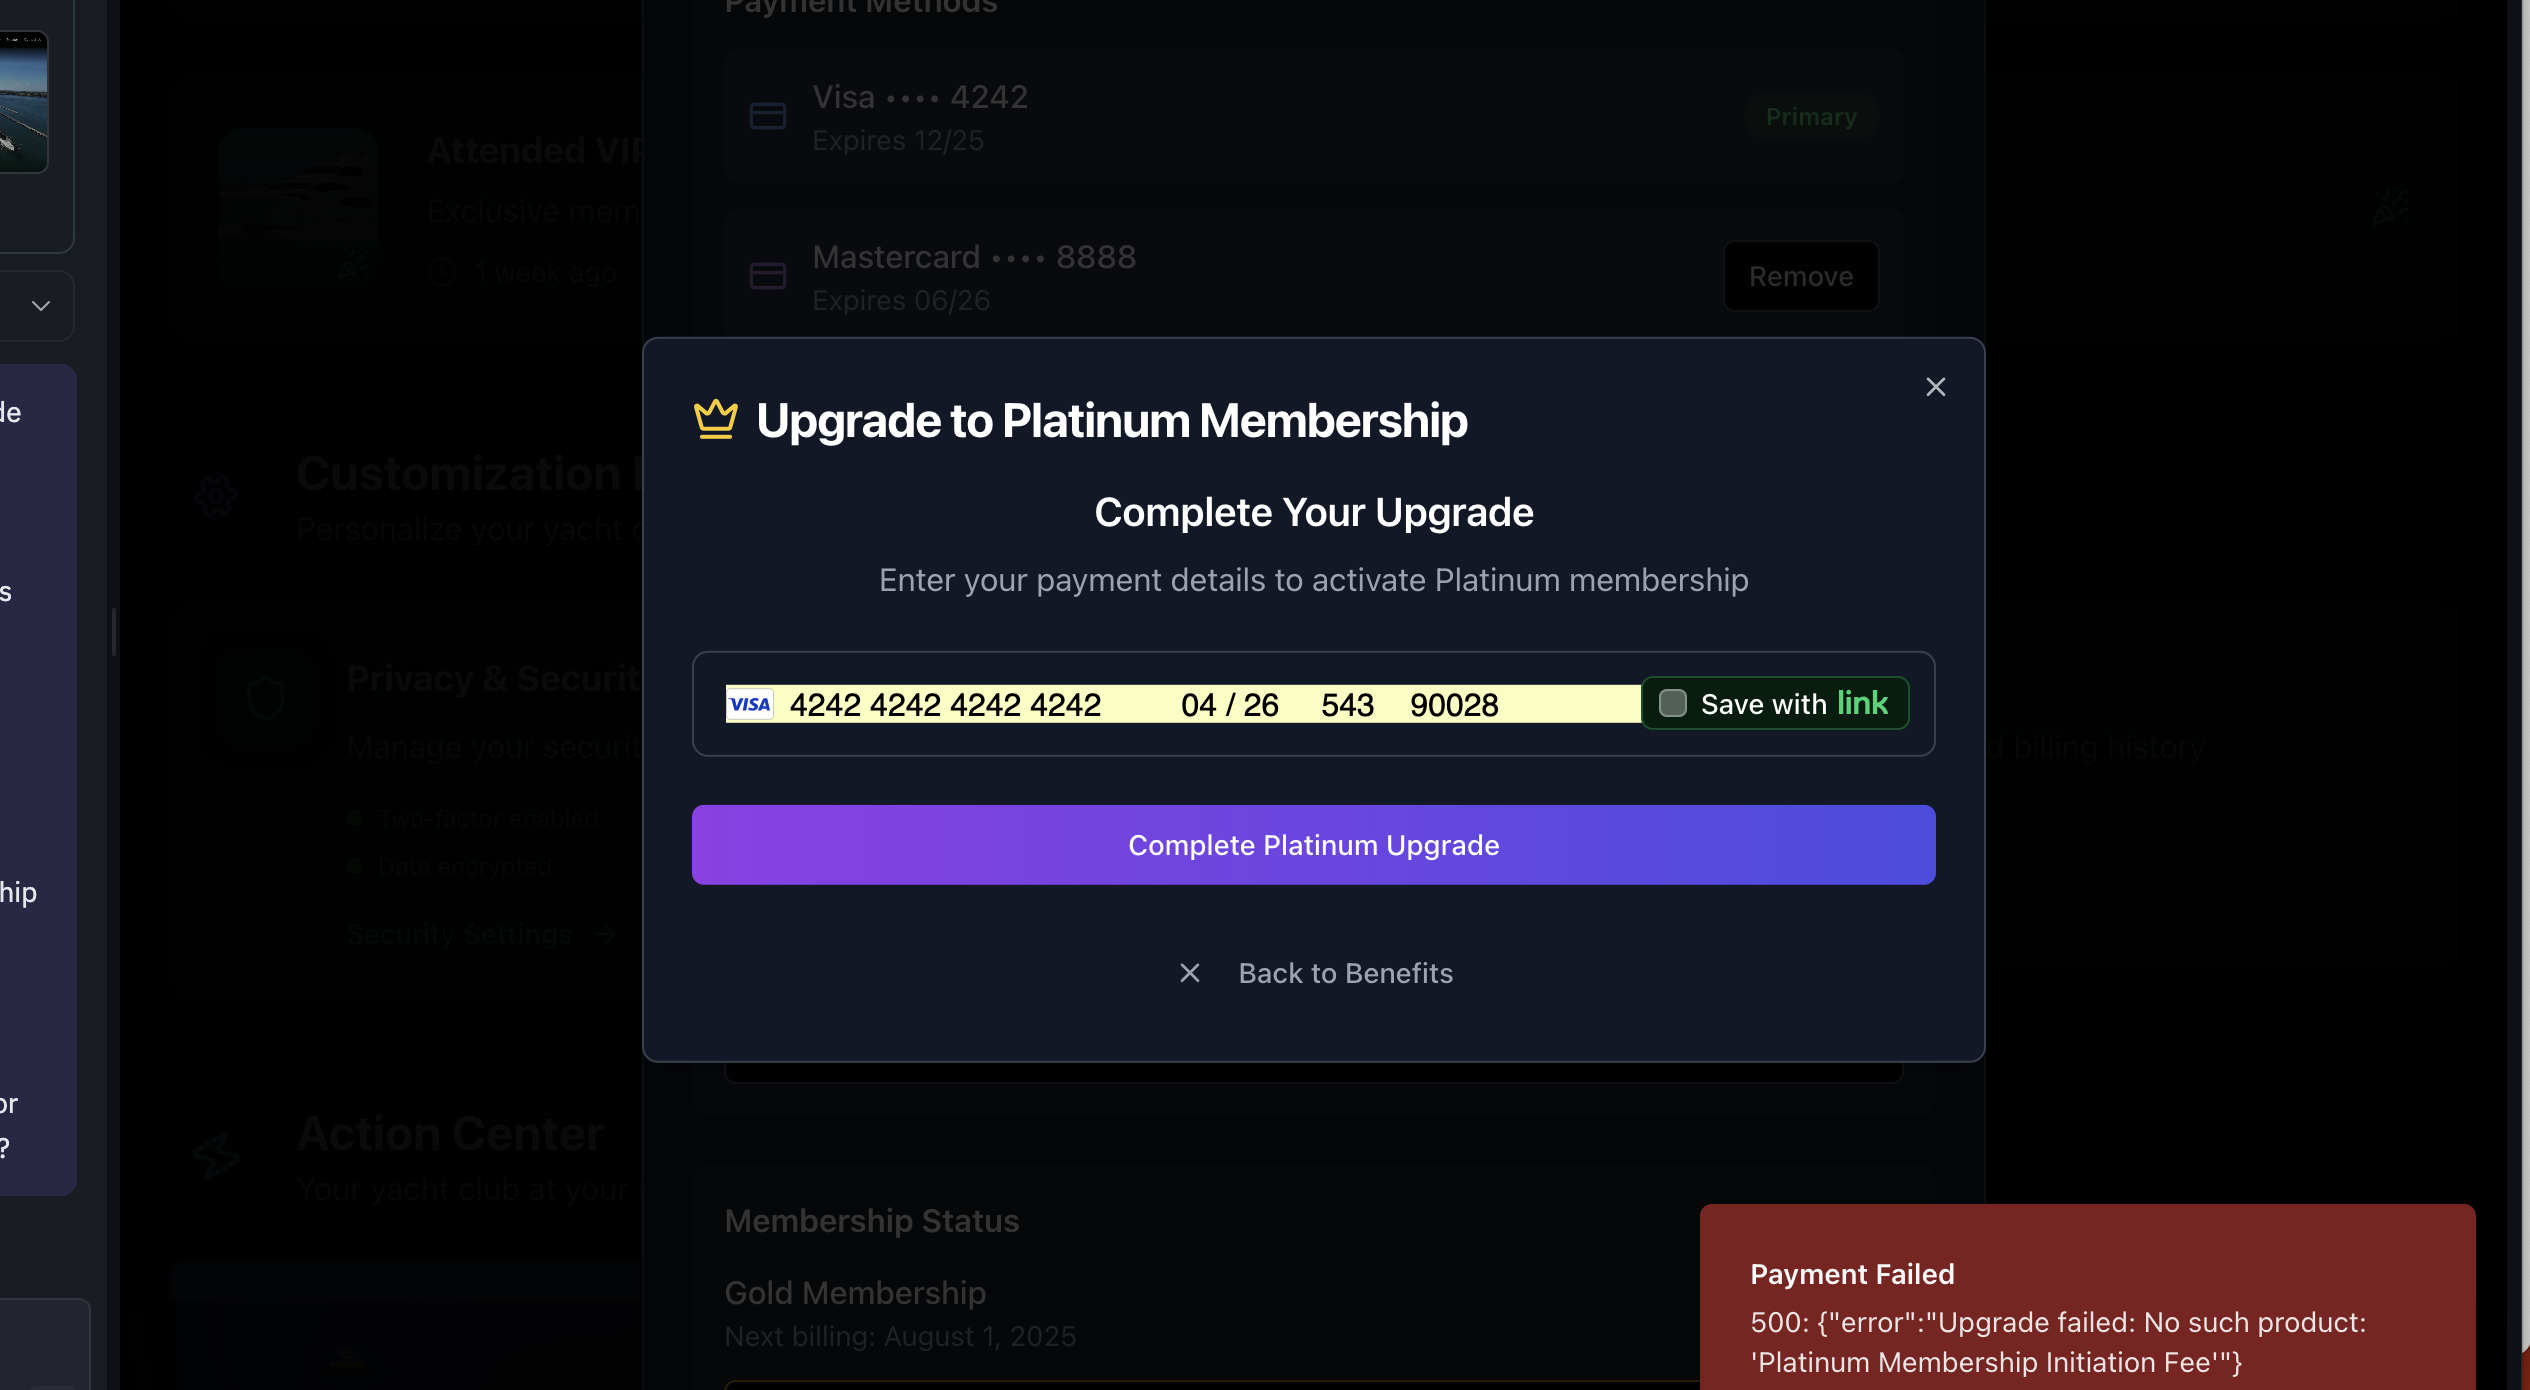 Payment Methods
Visa •••• 4242
Expires 12/25
Primary
Mastercard •••• 8888
Expires 06/26
Remove
Attended VIP
Exclusive mem
1 week ago
de
s
hip
or
?
Customization
Personalize your yacht
Privacy & Securit
Manage your securit
Two-factor enabled
Data encrypted
Security Settings →
Action Center
Your yacht club at your
Upgrade to Platinum Membership
Complete Your Upgrade
Enter your payment details to activate Platinum membership
VISA 4242 4242 4242 4242 04 / 26 543 90028 Save with link
Complete Platinum Upgrade
Back to Benefits
d billing history
Membership Status
Gold Membership
Next billing: August 1, 2025
Payment Failed
500: {"error":"Upgrade failed: No such product:
'Platinum Membership Initiation Fee'"}